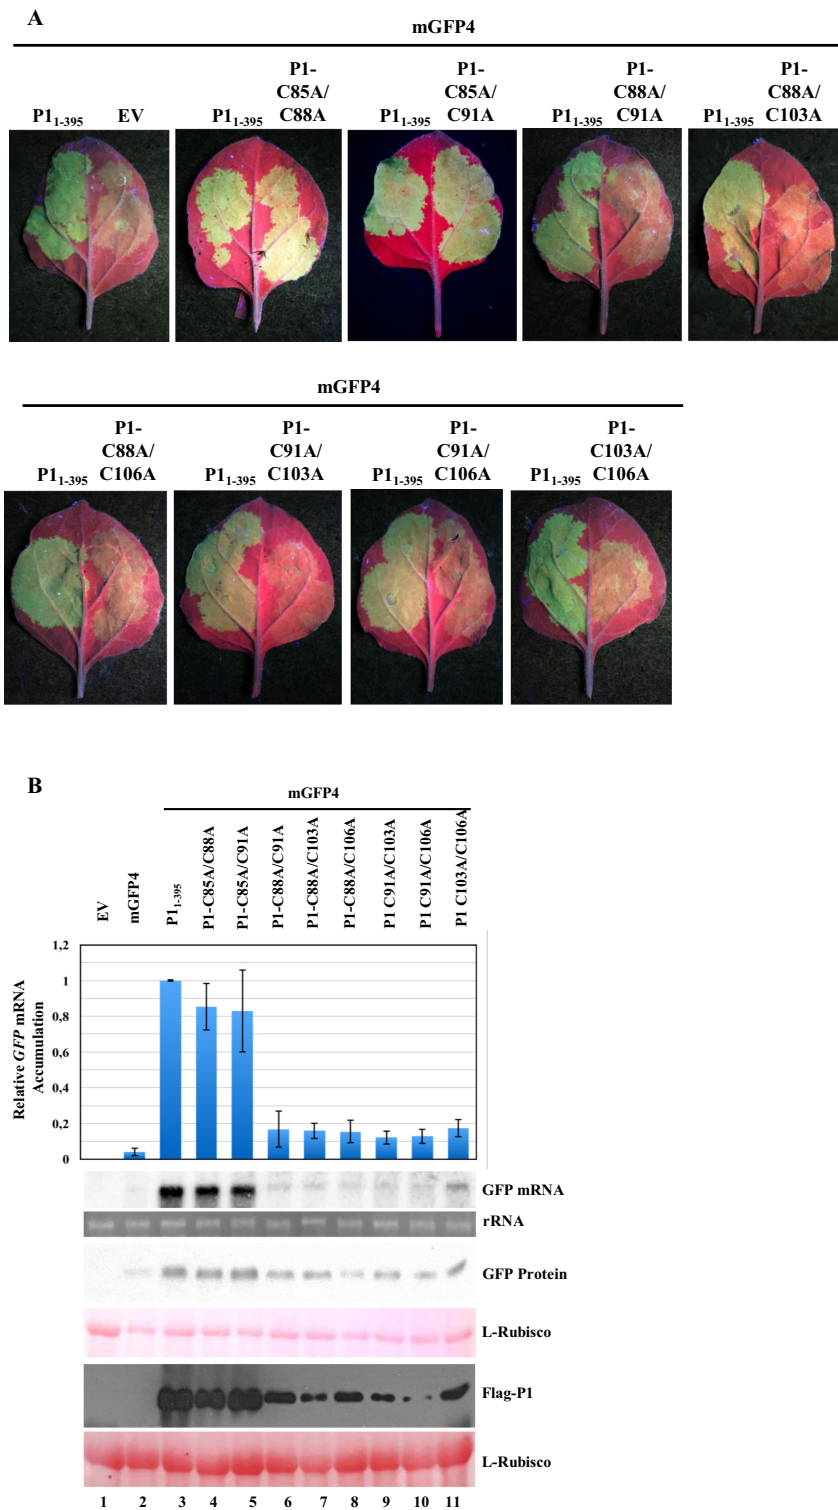 A
mGFP4
P1₁₋₃₉₅ EV
P1₁₋₃₉₅ P1-
C85A/
C88A
P1₁₋₃₉₅ P1-
C85A/
C91A
P1₁₋₃₉₅ P1-
C88A/
C91A
P1₁₋₃₉₅ P1-
C88A/
C103A
mGFP4
P1₁₋₃₉₅ P1-
C88A/
C106A
P1₁₋₃₉₅ P1-
C91A/
C103A
P1₁₋₃₉₅ P1-
C91A/
C106A
P1₁₋₃₉₅ P1-
C103A/
C106A
B
mGFP4
EV
mGFP4
P1₁₋₃₉₅
P1-C85A/C88A
P1-C85A/C91A
P1-C88A/C91A
P1-C88A/C103A
P1-C88A/C106A
P1 C91A/C103A
P1 C91A/C106A
P1 C103A/C106A
Relative GFP mRNA
Accumulation
1,2
1
0,8
0,6
0,4
0,2
0
GFP mRNA
rRNA
GFP Protein
L-Rubisco
Flag-P1
L-Rubisco
1 2 3 4 5 6 7 8 9 10 11